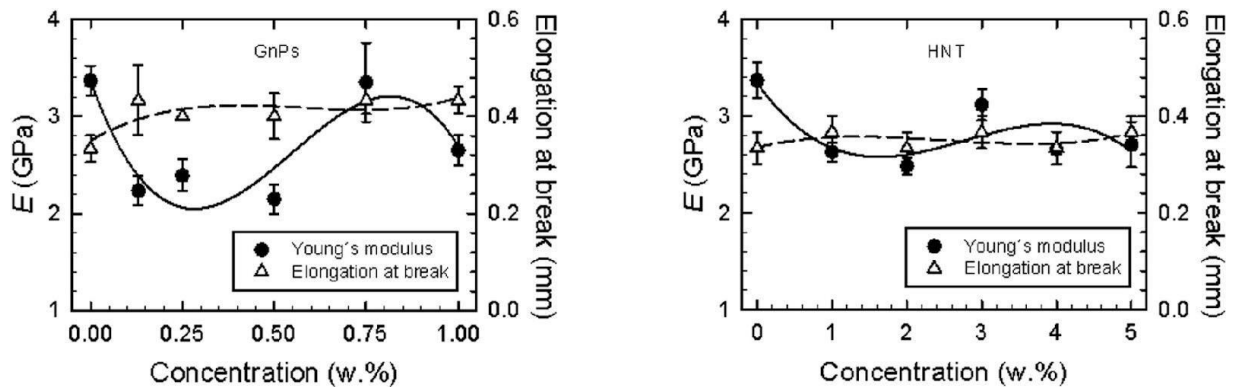 GnPs
E (GPa)
4
3
2
1
0.6
0.4
0.2
0.0
Elongation at break (mm)
Young´s modulus
Elongation at break
0.00 0.25 0.50 0.75 1.00
Concentration (w.%)
HNT
E (GPa)
4
3
2
1
0.6
0.4
0.2
0.0
Elongation at break (mm)
Young´s modulus
Elongation at break
0 1 2 3 4 5
Concentration (w.%)